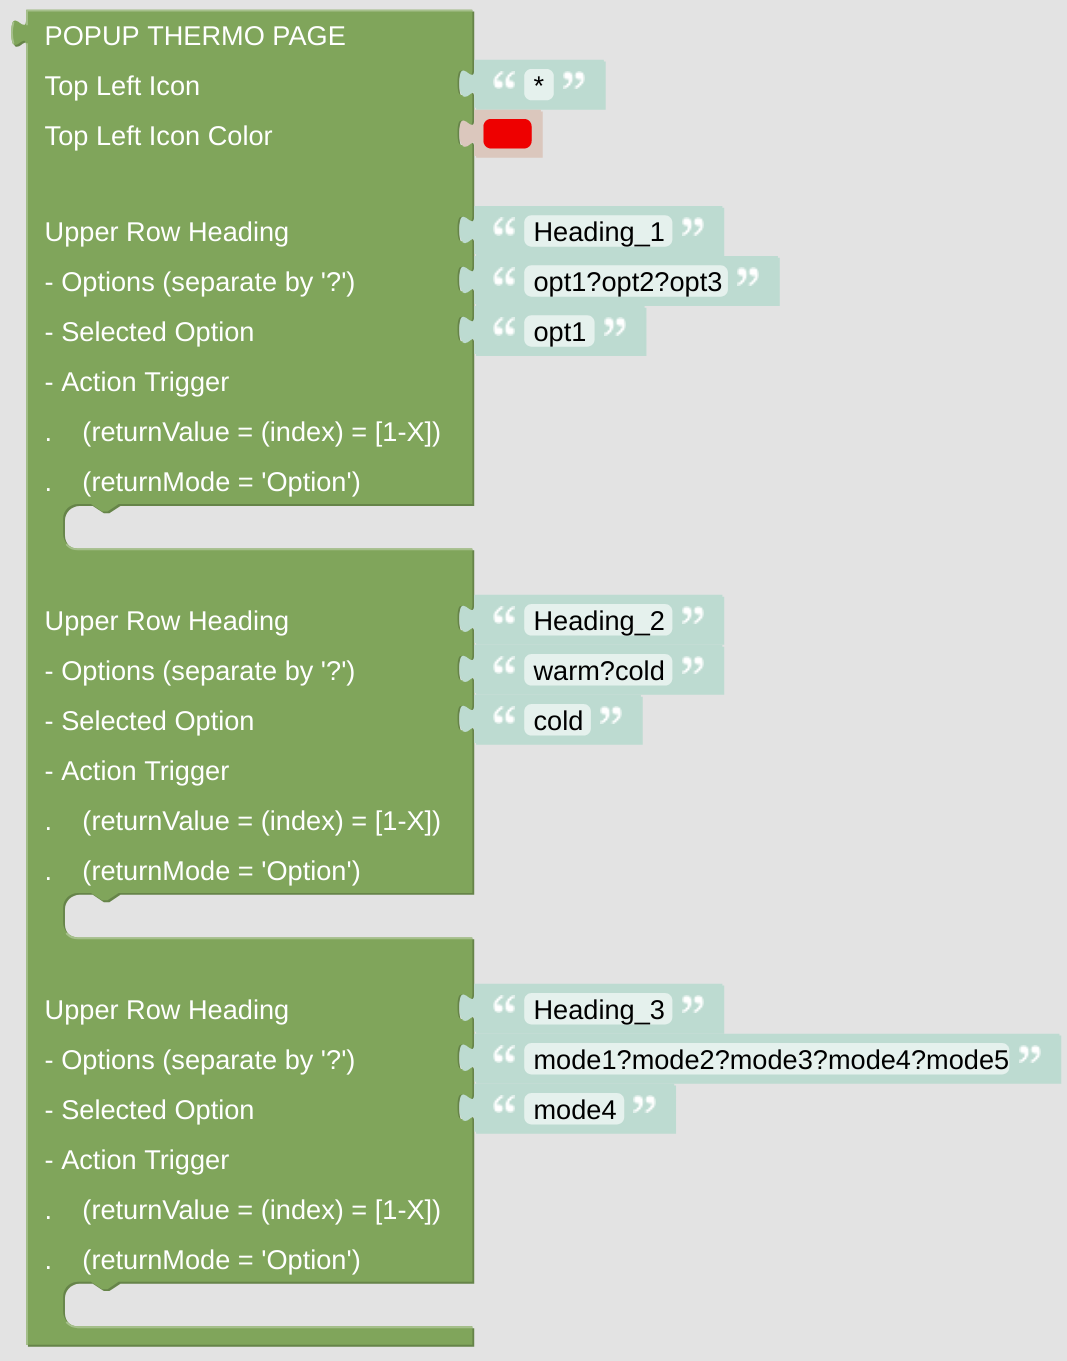 POPUP THERMO PAGE
Top Left Icon “ * ”
Top Left Icon Color
Upper Row Heading “ Heading_1 ”
- Options (separate by '?') “ opt1?opt2?opt3 ”
- Selected Option “ opt1 ”
- Action Trigger
. (returnValue = (index) = [1-X])
. (returnMode = 'Option')
Upper Row Heading “ Heading_2 ”
- Options (separate by '?') “ warm?cold ”
- Selected Option “ cold ”
- Action Trigger
. (returnValue = (index) = [1-X])
. (returnMode = 'Option')
Upper Row Heading “ Heading_3 ”
- Options (separate by '?') “ mode1?mode2?mode3?mode4?mode5 ”
- Selected Option “ mode4 ”
- Action Trigger
. (returnValue = (index) = [1-X])
. (returnMode = 'Option')